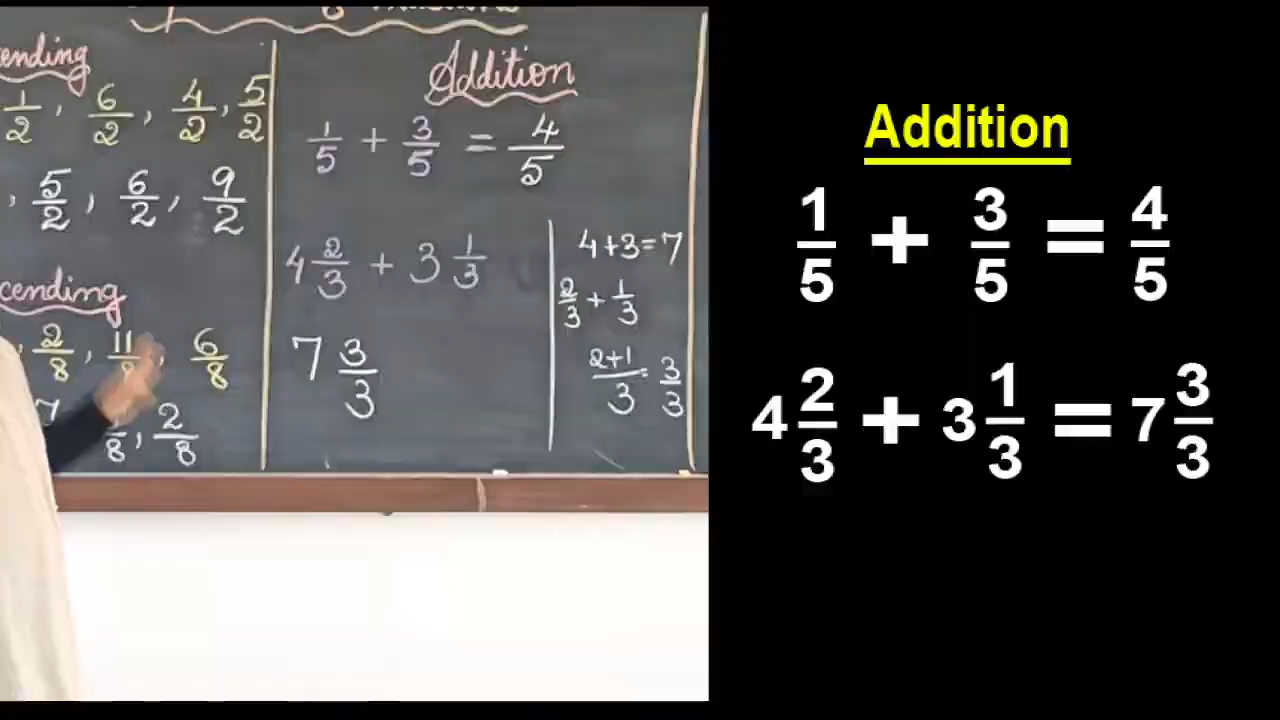 ending
1/2, 6/2, 4/2, 5/2
, 5/2, 6/2, 9/2
cending
, 2/8, 11/8, 6/8
7 /8, 2/8
Addition
1/5 + 3/5 = 4/5
4 2/3 + 3 1/3
7 3/3
4+3=7
2/3 + 1/3
2+1/3 = 3/3
Addition
1/5 + 3/5 = 4/5
4 2/3 + 3 1/3 = 7 3/3